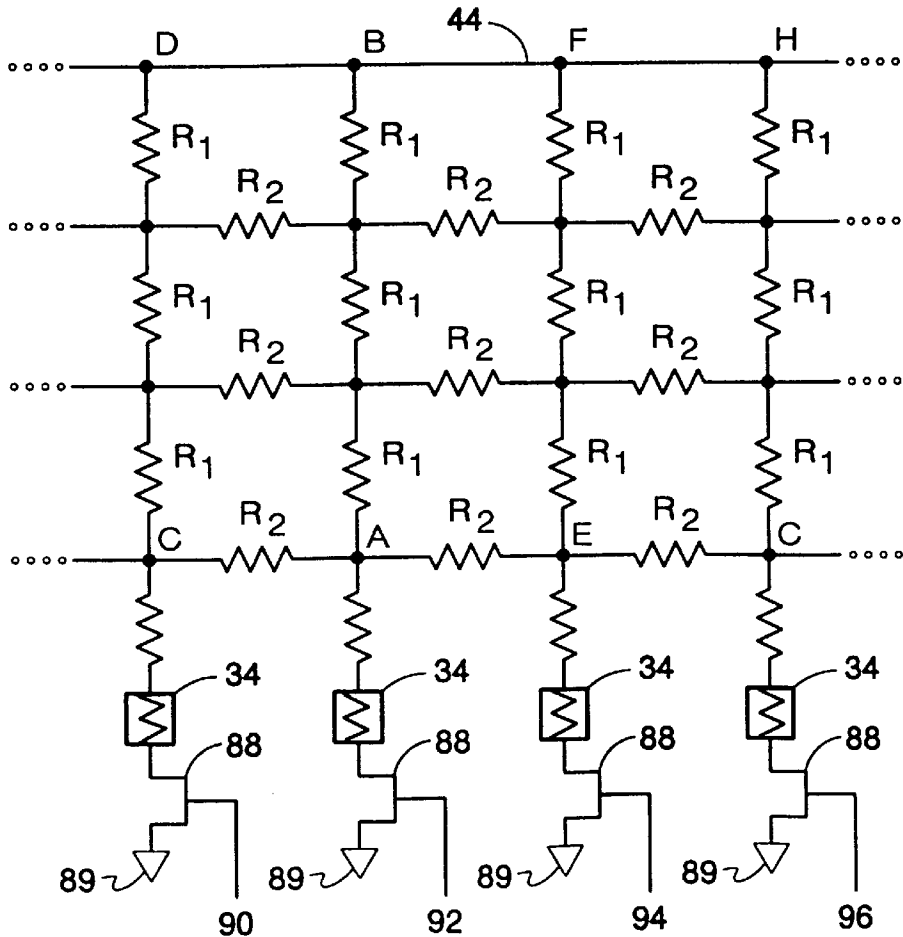 44
D B F H
R1 R1 R1 R1
R2 R2 R2
R1 R1 R1 R1
R2 R2 R2
R1 R1 R1 R1
R2 R2 R2
C A E C
34 34 34 34
88 88 88 88
89 89 89 89
90 92 94 96